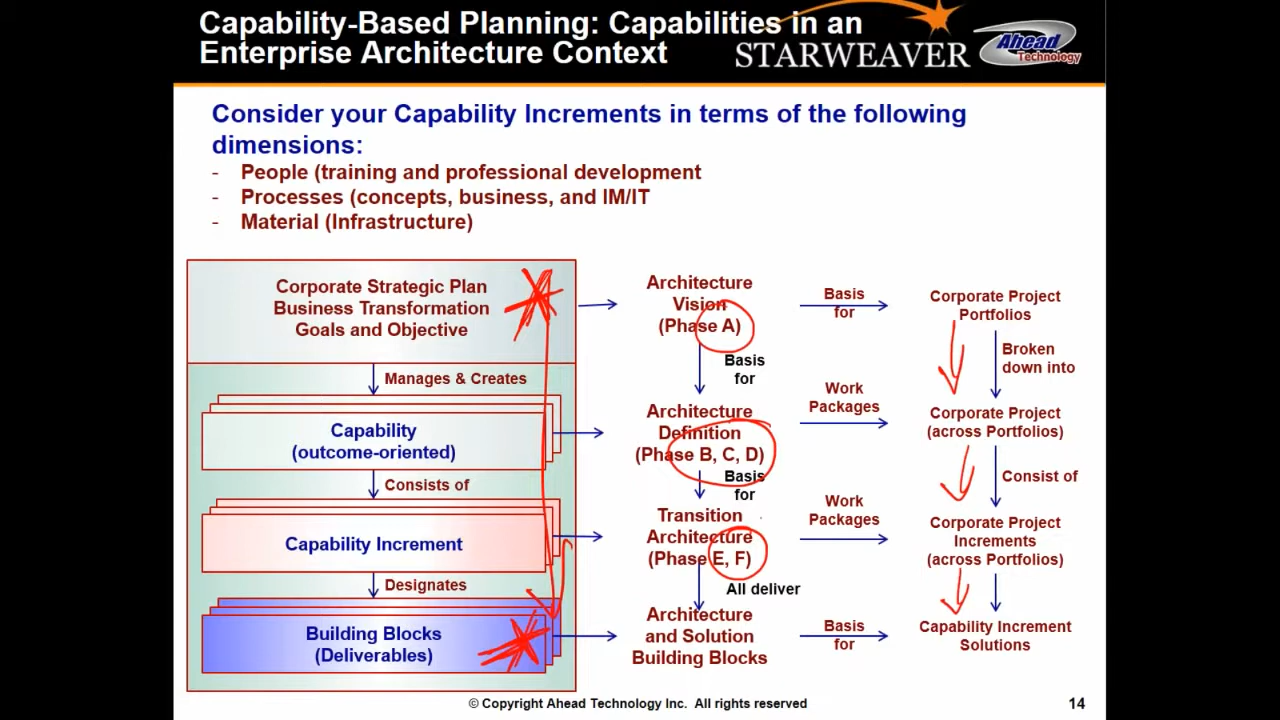 Capability-Based Planning: Capabilities in an
Enterprise Architecture Context
STARWEAVER
Ahead
Technology
Consider your Capability Increments in terms of the following
dimensions:
- People (training and professional development
- Processes (concepts, business, and IM/IT
- Material (Infrastructure)
Corporate Strategic Plan
Business Transformation
Goals and Objective
Manages & Creates
Capability
(outcome-oriented)
Consists of
Capability Increment
Designates
Building Blocks
(Deliverables)
Architecture
Vision
(Phase A)
Basis
for
Architecture
Definition
(Phase B, C, D)
Basis
for
Transition
Architecture
(Phase E, F)
All deliver
Architecture
and Solution
Building Blocks
Basis
for
Work
Packages
Work
Packages
Basis
for
Corporate Project
Portfolios
Broken
down into
Corporate Project
(across Portfolios)
Consist of
Corporate Project
Increments
(across Portfolios)
Capability Increment
Solutions
© Copyright Ahead Technology Inc. All rights reserved
14